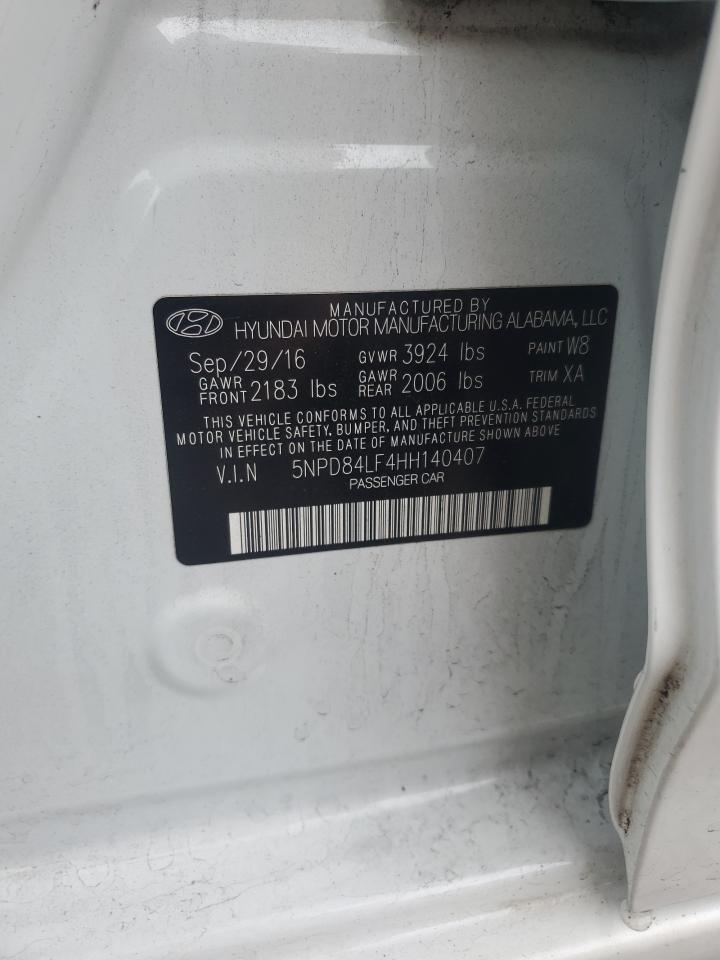 MANUFACTURED BY
HYUNDAI MOTOR MANUFACTURING ALABAMA, LLC
Sep/29/16 GVWR 3924 lbs PAINT W8
GAWR FRONT 2183 lbs GAWR REAR 2006 lbs TRIM XA
THIS VEHICLE CONFORMS TO ALL APPLICABLE U.S.A. FEDERAL
MOTOR VEHICLE SAFETY, BUMPER, AND THEFT PREVENTION STANDARDS
IN EFFECT ON THE DATE OF MANUFACTURE SHOWN ABOVE.
V.I.N 5NPD84LF4HH140407
PASSENGER CAR